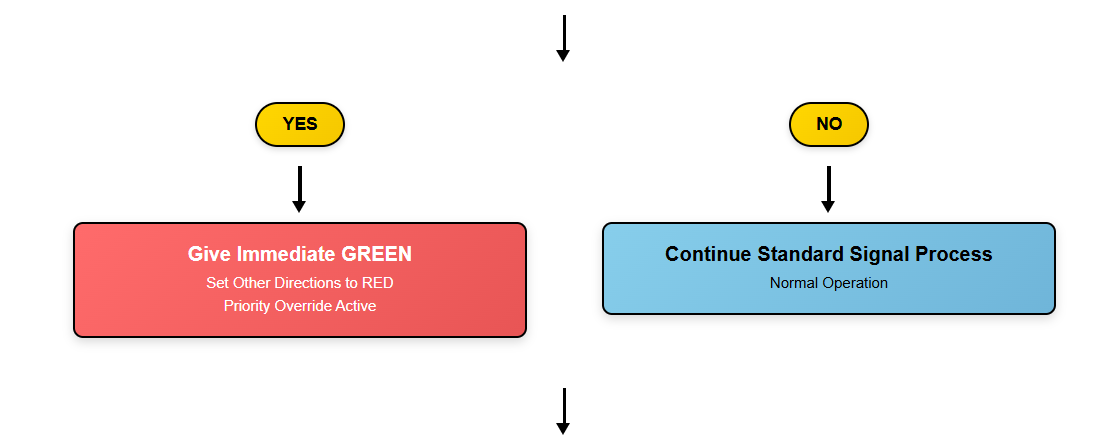 YES
NO
Give Immediate GREEN
Set Other Directions to RED
Priority Override Active
Continue Standard Signal Process
Normal Operation